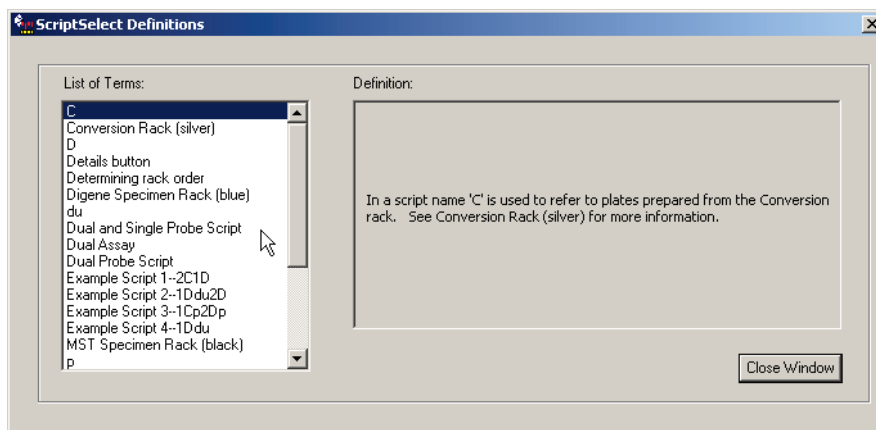 ScriptSelect Definitions
List of Terms:
Definition:
C
Conversion Rack (silver)
D
Details button
Determining rack order
Digene Specimen Rack (blue)
du
Dual and Single Probe Script
Dual Assay
Dual Probe Script
Example Script 1--2C1D
Example Script 2--1Ddu2D
Example Script 3--1Cp2Dp
Example Script 4--1Ddu
MST Specimen Rack (black)
p
In a script name 'C' is used to refer to plates prepared from the Conversion
rack. See Conversion Rack (silver) for more information.
Close Window